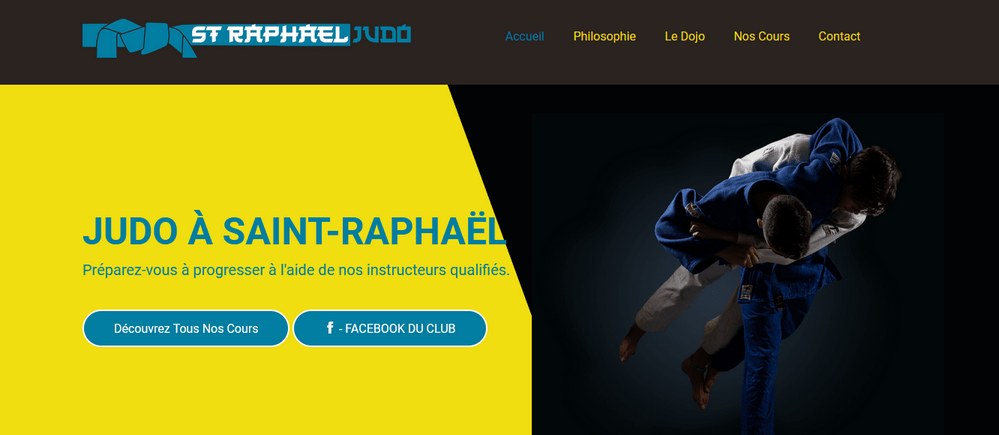 ST RAPHAEL JUDO
Accueil
Philosophie
Le Dojo
Nos Cours
Contact
JUDO À SAINT-RAPHAËL
Préparez-vous à progresser à l'aide de nos instructeurs qualifiés.
Découvrez Tous Nos Cours
f - FACEBOOK DU CLUB